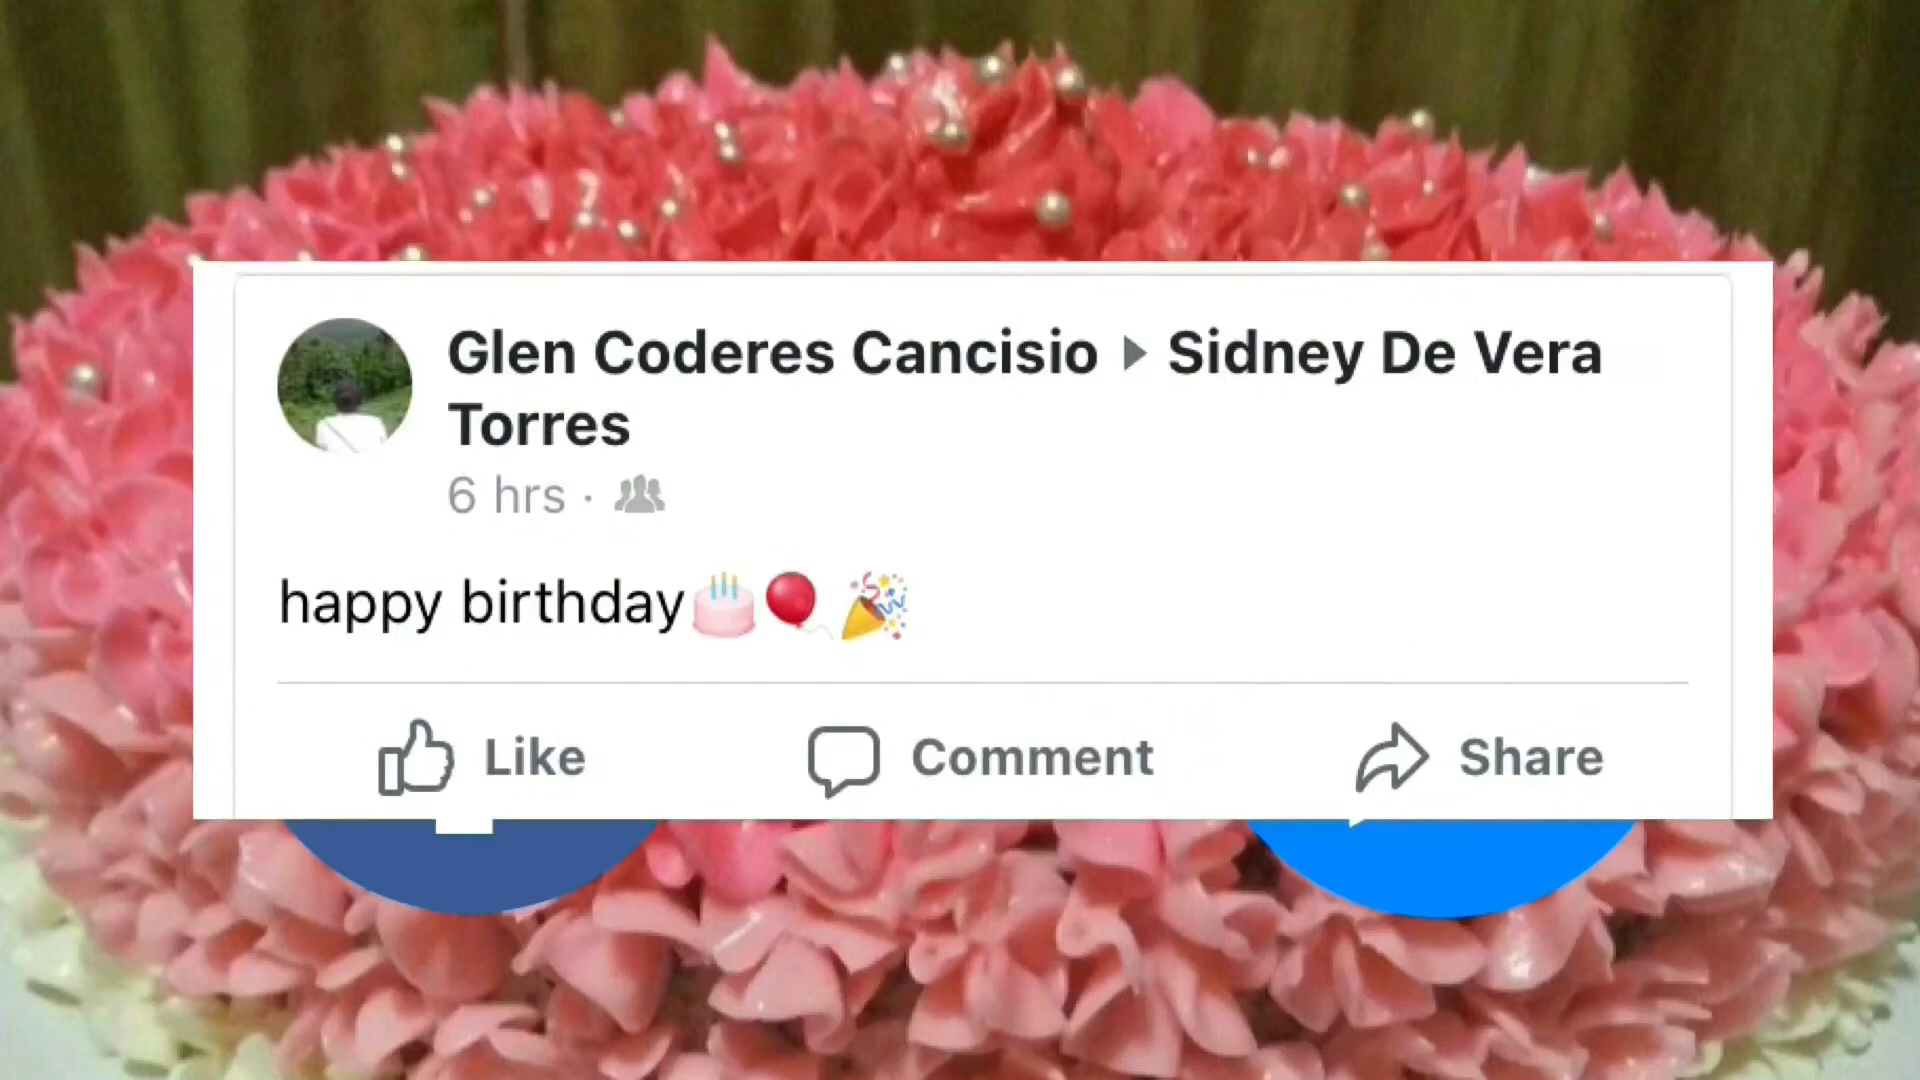 Glen Coderes Cancisio ▸ Sidney De Vera
Torres
6 hrs ·
happy birthday🎂🎈🎉
Like
Comment
Share